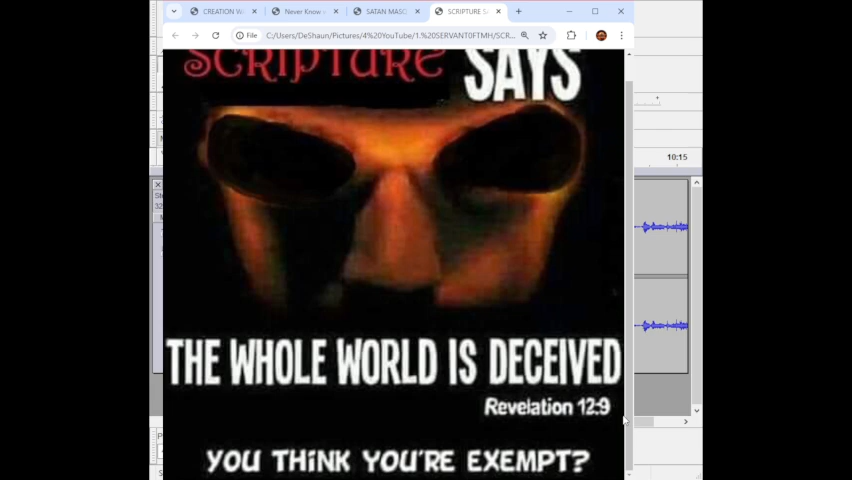 CREATION W
Never Know
SATAN MASC
SCRIPTURE S
File
C:/Users/DeShaun/Pictures/4%20YouTube/1.%20SERVANT0FTMH/SCR...
SCRIPTURE SAYS
10:15
THE WHOLE WORLD IS DECEIVED
Revelation 12:9
YOU THINK YOU'RE EXEMPT?